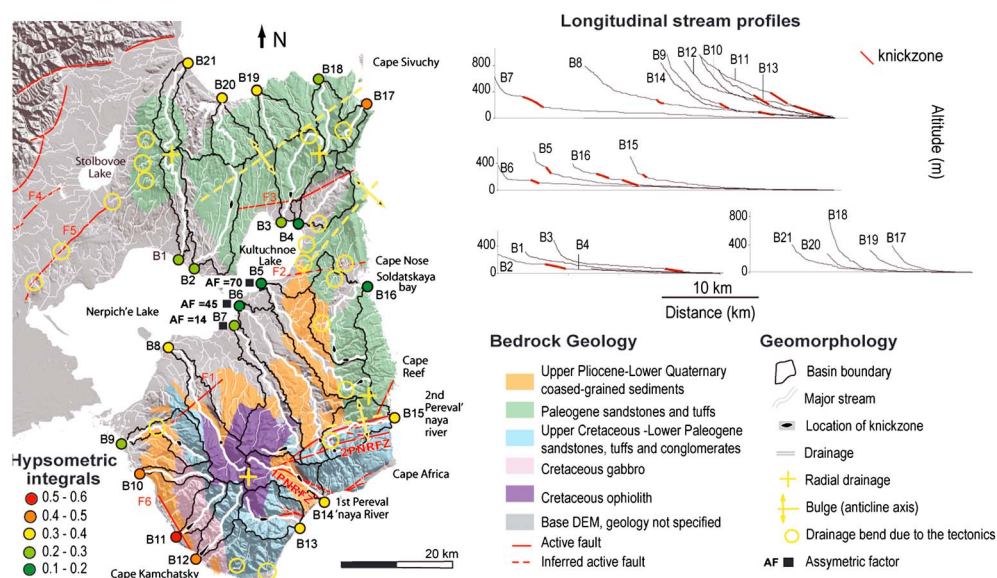 N
B21
B20
B19
B18
Cape Sivuchy
B17
Stolbovoe
Lake
F4
F5
F3
B3
B4
Kultuchnoe
Lake
B1
B2
B5
F2
Cape Nose
Soldatskaya
bay
AF =70
B6
B16
AF =45
B7
AF =14
Nerpich'e Lake
B8
Cape
Reef
F1
2nd
Pereval'
naya
river
B15
B9
2PNRFZ
Hypsometric
integrals
0.5 - 0.6
0.4 - 0.5
0.3 - 0.4
0.2 - 0.3
0.1 - 0.2
B10
F6
1PNRFZ
Cape Africa
1st Pereval
'naya River
B14
B13
B11
B12
Cape Kamchatsky
20 km
Longitudinal stream profiles
knickzone
800
400
0
B7
B8
B9
B12
B10
B14
B11
B13
400
0
B6
B5
B16
B15
400
0
B2
B1
B3
B4
800
400
0
B21
B20
B18
B19
B17
Altitude (m)
10 km
Distance (km)
Bedrock Geology
Upper Pliocene-Lower Quaternary
coased-grained sediments
Paleogene sandstones and tuffs
Upper Cretaceous -Lower Paleogene
sandstones, tuffs and conglomerates
Cretaceous gabbro
Cretaceous ophiolith
Base DEM, geology not specified
Active fault
Inferred active fault
Geomorphology
Basin boundary
Major stream
Location of knickzone
Drainage
Radial drainage
Bulge (anticline axis)
Drainage bend due to the tectonics
AF Assymetric factor